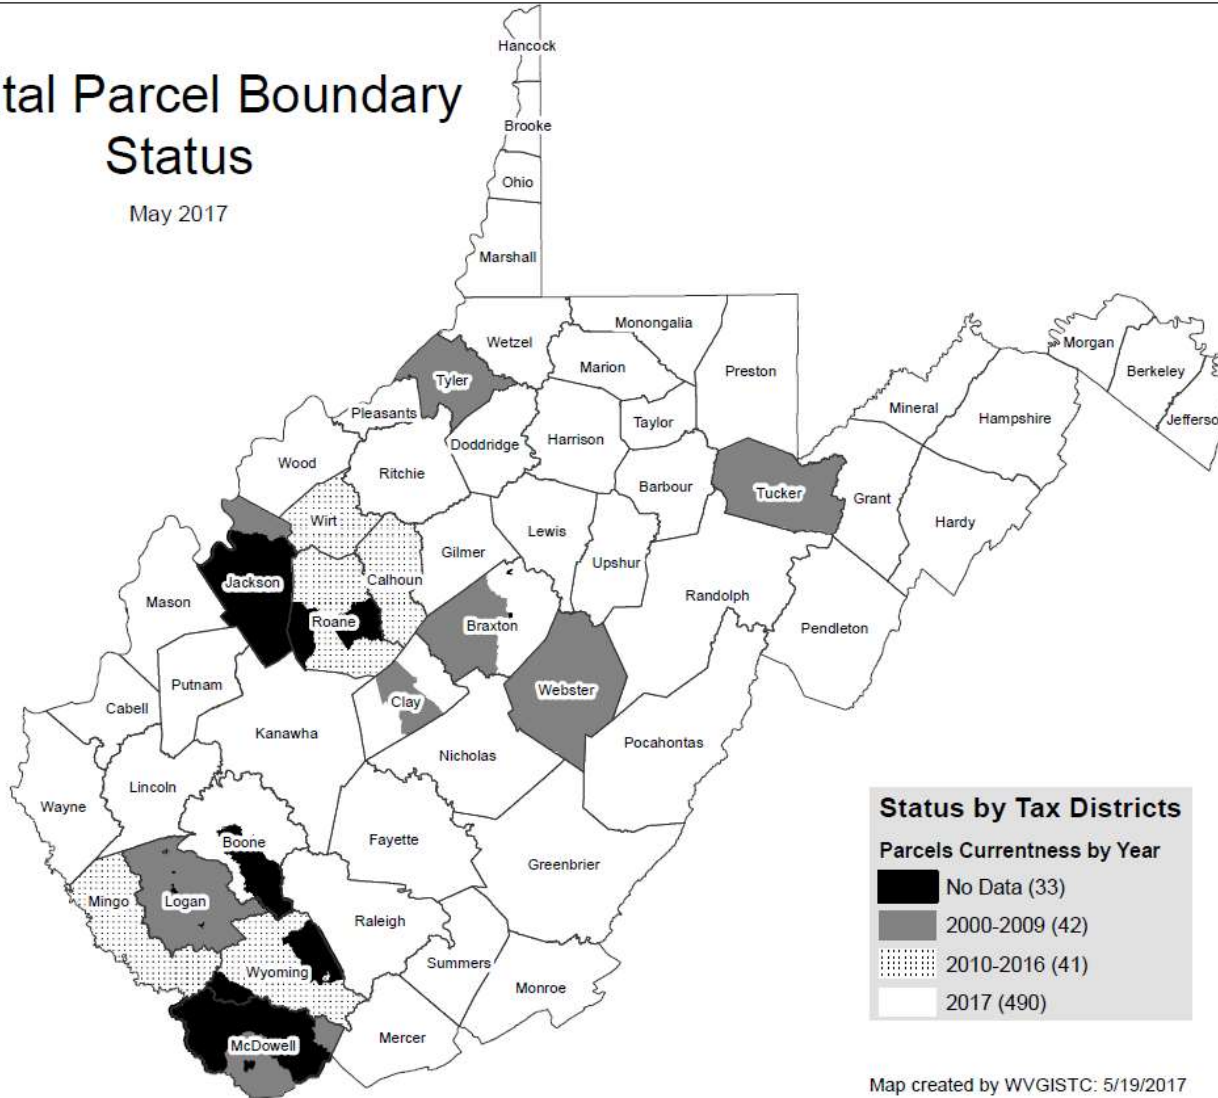 tal Parcel Boundary
Status
May 2017
Hancock
Brooke
Ohio
Marshall
Wetzel
Monongalia
Marion
Preston
Morgan
Berkeley
Jefferso
Mineral
Hampshire
Tyler
Pleasants
Doddridge
Harrison
Taylor
Wood
Ritchie
Barbour
Tucker
Grant
Hardy
Wirt
Lewis
Gilmer
Upshur
Jackson
Calhoun
Randolph
Mason
Roane
Braxton
Pendleton
Putnam
Clay
Webster
Cabell
Kanawha
Nicholas
Pocahontas
Lincoln
Wayne
Boone
Fayette
Greenbrier
Mingo
Logan
Raleigh
Wyoming
Summers
Monroe
McDowell
Mercer
Status by Tax Districts
Parcels Currentness by Year
No Data (33)
2000-2009 (42)
2010-2016 (41)
2017 (490)
Map created by WVGISTC: 5/19/2017